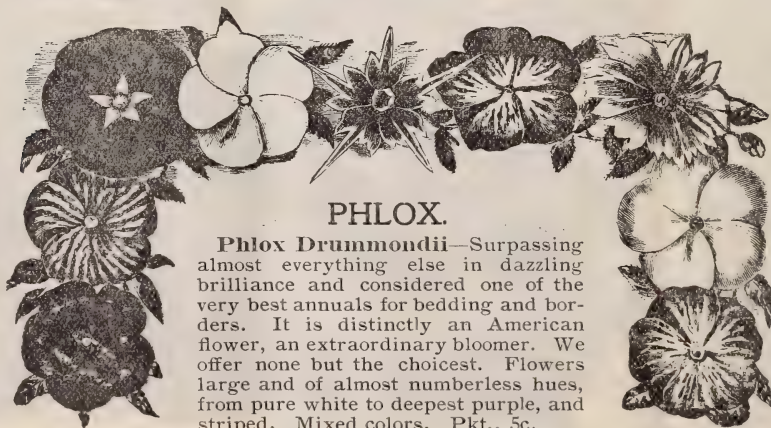 PHLOX.
Phlox Drummondii—Surpassing
almost everything else in dazzling
brilliance and considered one of the
very best annuals for bedding and bor-
ders. It is distinctly an American
flower, an extraordinary bloomer. We
offer none but the choicest. Flowers
large and of almost numberless hues,
from pure white to deepest purple, and
striped. Mixed colors. Pkt., 5c.